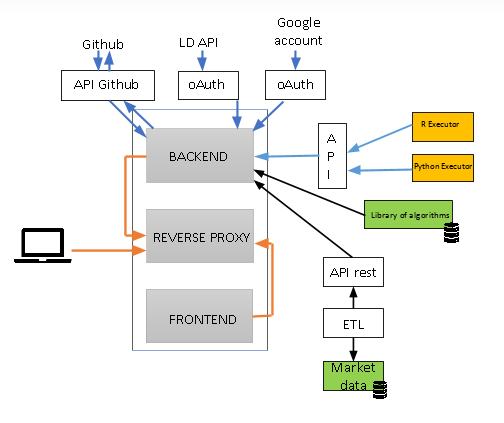 Github
LD API
Google
account
API Github
oAuth
oAuth
BACKEND
A
P
I
R Executor
Python Executor
Library of algorithms
REVERSE PROXY
API rest
FRONTEND
ETL
Market
data